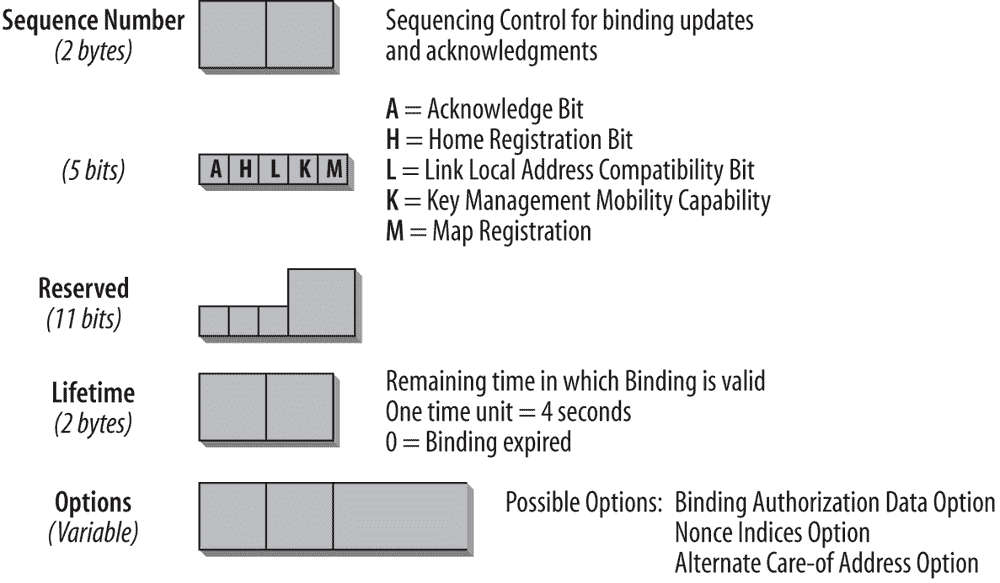 Sequence Number
(2 bytes)
Sequencing Control for binding updates
and acknowledgments
(5 bits)
A H L K M
A = Acknowledge Bit
H = Home Registration Bit
L = Link Local Address Compatibility Bit
K = Key Management Mobility Capability
M = Map Registration
Reserved
(11 bits)
Lifetime
(2 bytes)
Remaining time in which Binding is valid
One time unit = 4 seconds
0 = Binding expired
Options
(Variable)
Possible Options: Binding Authorization Data Option
Nonce Indices Option
Alternate Care-of Address Option